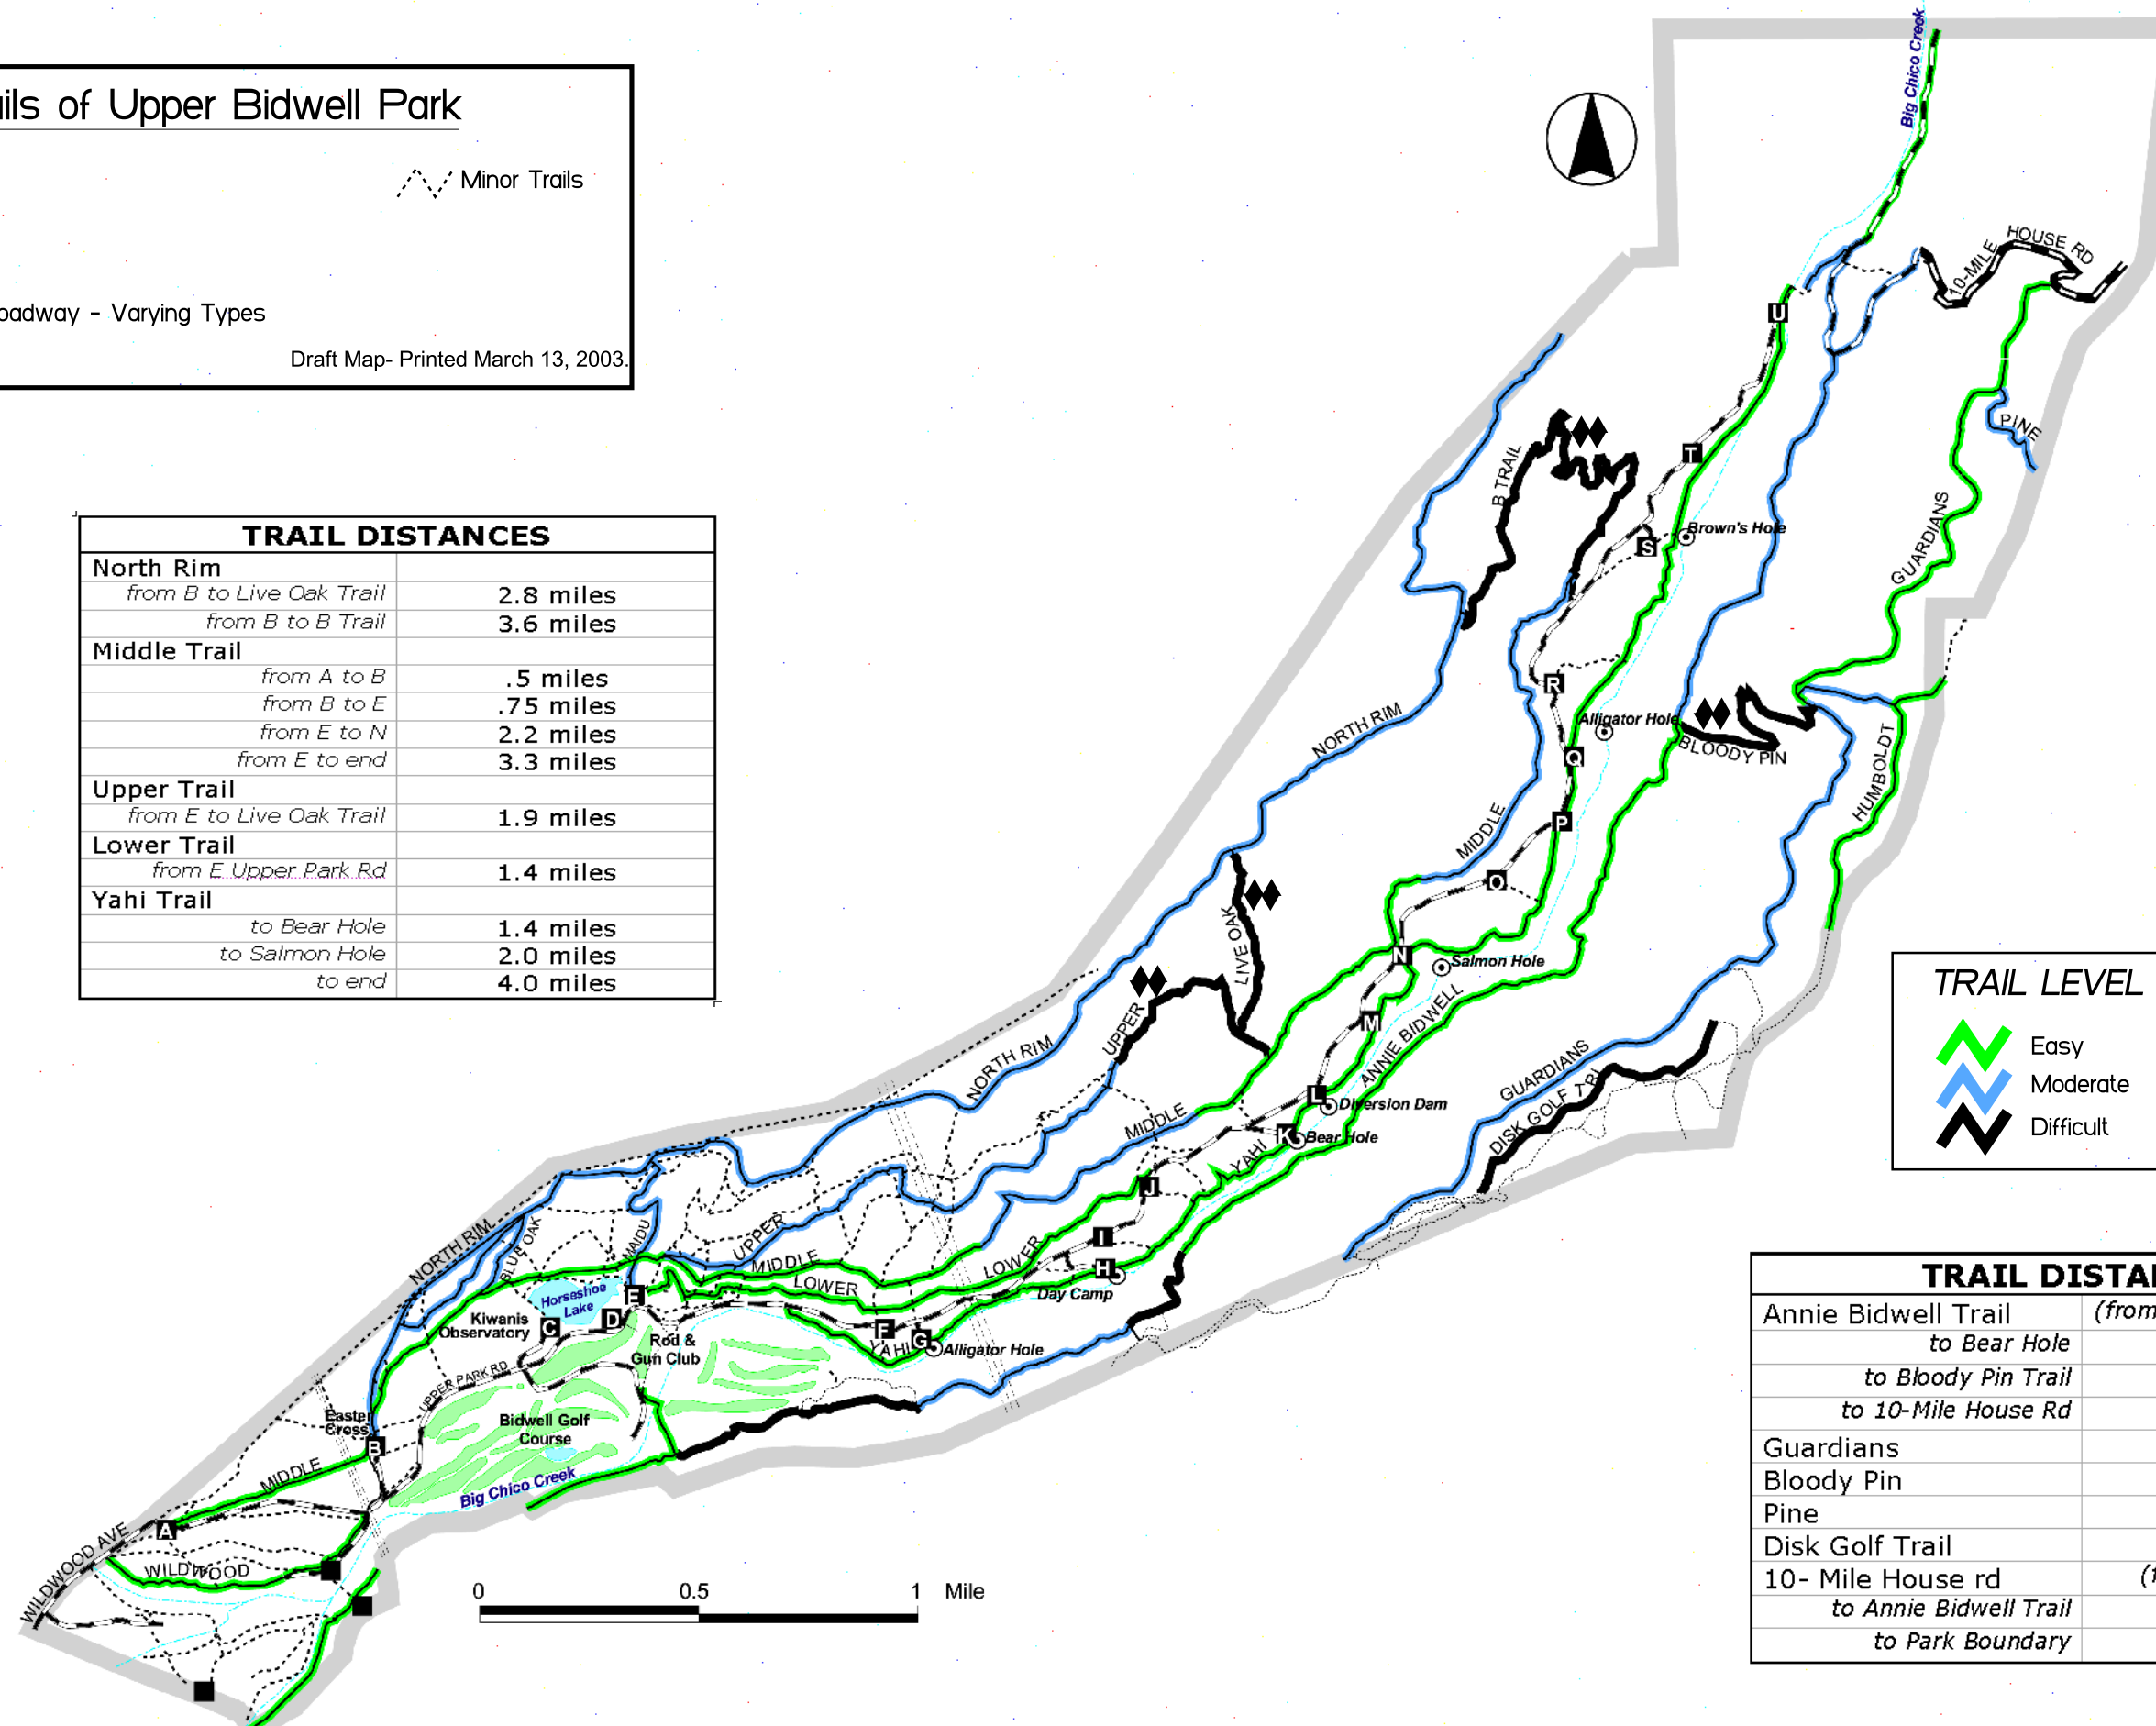 ils of Upper Bidwell Park
Minor Trails
oadway - Varying Types
Draft Map- Printed March 13, 2003.
TRAIL DISTANCES
North Rim
from B to Live Oak Trail 2.8 miles
from B to B Trail 3.6 miles
Middle Trail
from A to B .5 miles
from B to E .75 miles
from E to N 2.2 miles
from E to end 3.3 miles
Upper Trail
from E to Live Oak Trail 1.9 miles
Lower Trail
from E Upper Park Rd 1.4 miles
Yahi Trail
to Bear Hole 1.4 miles
to Salmon Hole 2.0 miles
to end 4.0 miles
Big Chico Creek
10-MILE HOUSE RD
U
PINE
B TRAIL
T
Brown's Hole
S
GUARDIANS
R
NORTH RIM
Alligator Hole
BLOODY PIN
Q
HUMBOLDT
MIDDLE
P
O
LIVE OAK
N
Salmon Hole
UPPER
M
ANNIE BIDWELL
NORTH RIM
L
Diversion Dam
GUARDIANS
DISK GOLF TRL
MIDDLE
K
Bear Hole
YAHI
J
NORTH RIM
BLUE OAK
MAIDU
UPPER
MIDDLE
LOWER
LOWER
I
H
Day Camp
Horseshoe
Lake
E
D
C
Kiwanis
Observatory
Rod &
Gun Club
F
G
YAHI
Alligator Hole
UPPER PARK RD
Easter
Cross
B
Bidwell Golf
Course
Big Chico Creek
MIDDLE
A
WILDWOOD AVE
WILDWOOD
0 0.5 1 Mile
TRAIL LEVEL
Easy
Moderate
Difficult
TRAIL DISTA
Annie Bidwell Trail (from
to Bear Hole
to Bloody Pin Trail
to 10-Mile House Rd
Guardians
Bloody Pin
Pine
Disk Golf Trail
10- Mile House rd (f
to Annie Bidwell Trail
to Park Boundary